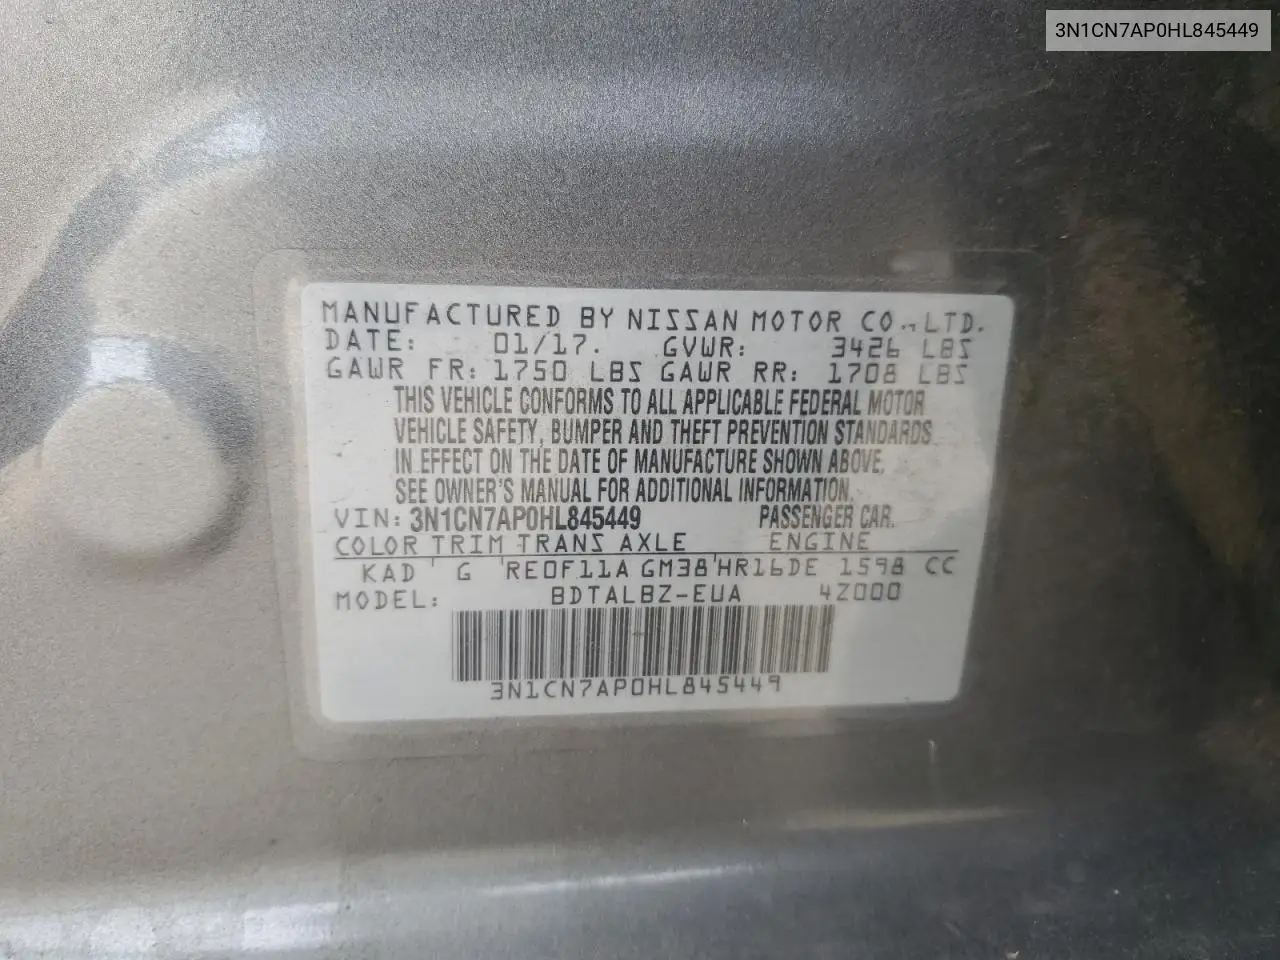 3N1CN7AP0HL845449
MANUFACTURED BY NISSAN MOTOR CO., LTD.
DATE: 01/17. GVWR: 3426 LBS
GAWR FR: 1750 LBS GAWR RR: 1708 LBS
THIS VEHICLE CONFORMS TO ALL APPLICABLE FEDERAL MOTOR
VEHICLE SAFETY, BUMPER AND THEFT PREVENTION STANDARDS
IN EFFECT ON THE DATE OF MANUFACTURE SHOWN ABOVE.
SEE OWNER'S MANUAL FOR ADDITIONAL INFORMATION.
VIN: 3N1CN7AP0HL845449 PASSENGER CAR.
COLOR TRIM TRANS AXLE ENGINE
KAD G RE0F11A GM38 HR16DE 1598 CC
MODEL: BDTALBZ-EUA 4Z000
3N1CN7AP0HL845449